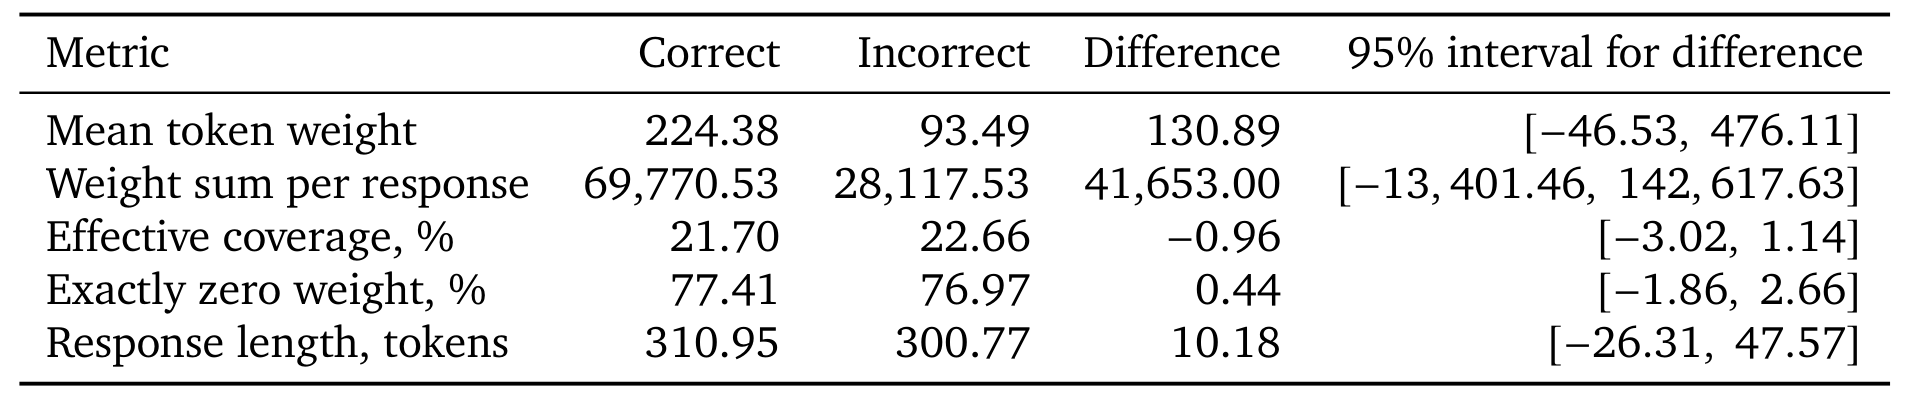 Metric Correct Incorrect Difference 95% interval for difference
Mean token weight 224.38 93.49 130.89 [−46.53, 476.11]
Weight sum per response 69,770.53 28,117.53 41,653.00 [−13,401.46, 142,617.63]
Effective coverage, % 21.70 22.66 −0.96 [−3.02, 1.14]
Exactly zero weight, % 77.41 76.97 0.44 [−1.86, 2.66]
Response length, tokens 310.95 300.77 10.18 [−26.31, 47.57]